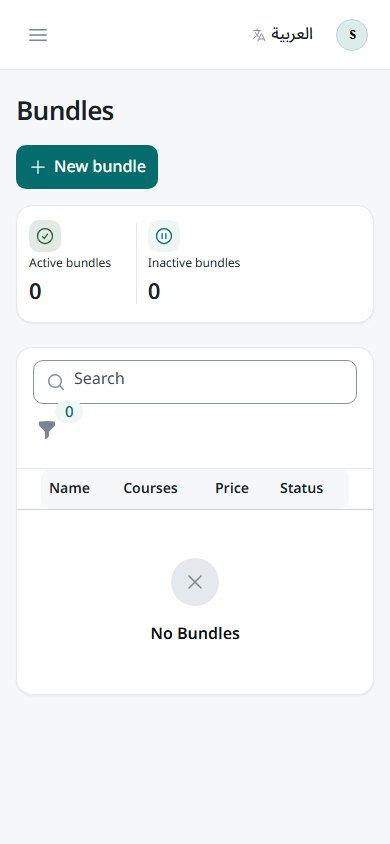 العربية
S
Bundles
New bundle
Active bundles
0
Inactive bundles
0
Search
0
Name Courses Price Status
No Bundles